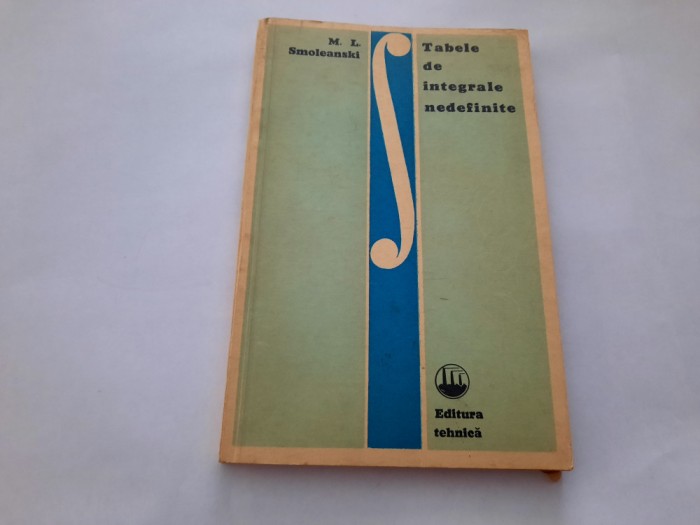 M. L.
Smoleanski
Tabele
de
integrale
nedefinite
Editura
tehnică